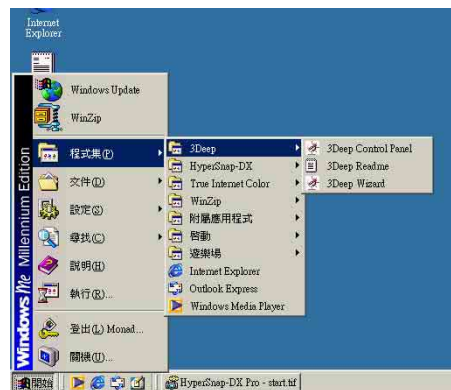 Internet
Explorer
Windows Update
WinZip
程式集(P)
文件(D)
設定(S)
尋找(C)
說明(H)
執行(R)...
登出(L) Monad...
關機(U)...
Windows Me Millennium Edition
3Deep
HyperSnap-DX
True Internet Color
WinZip
附屬應用程式
啟動
遊樂場
Internet Explorer
Outlook Express
Windows Media Player
3Deep Control Panel
3Deep Readme
3Deep Wizard
開始
HyperSnap-DX Pro - start.tif